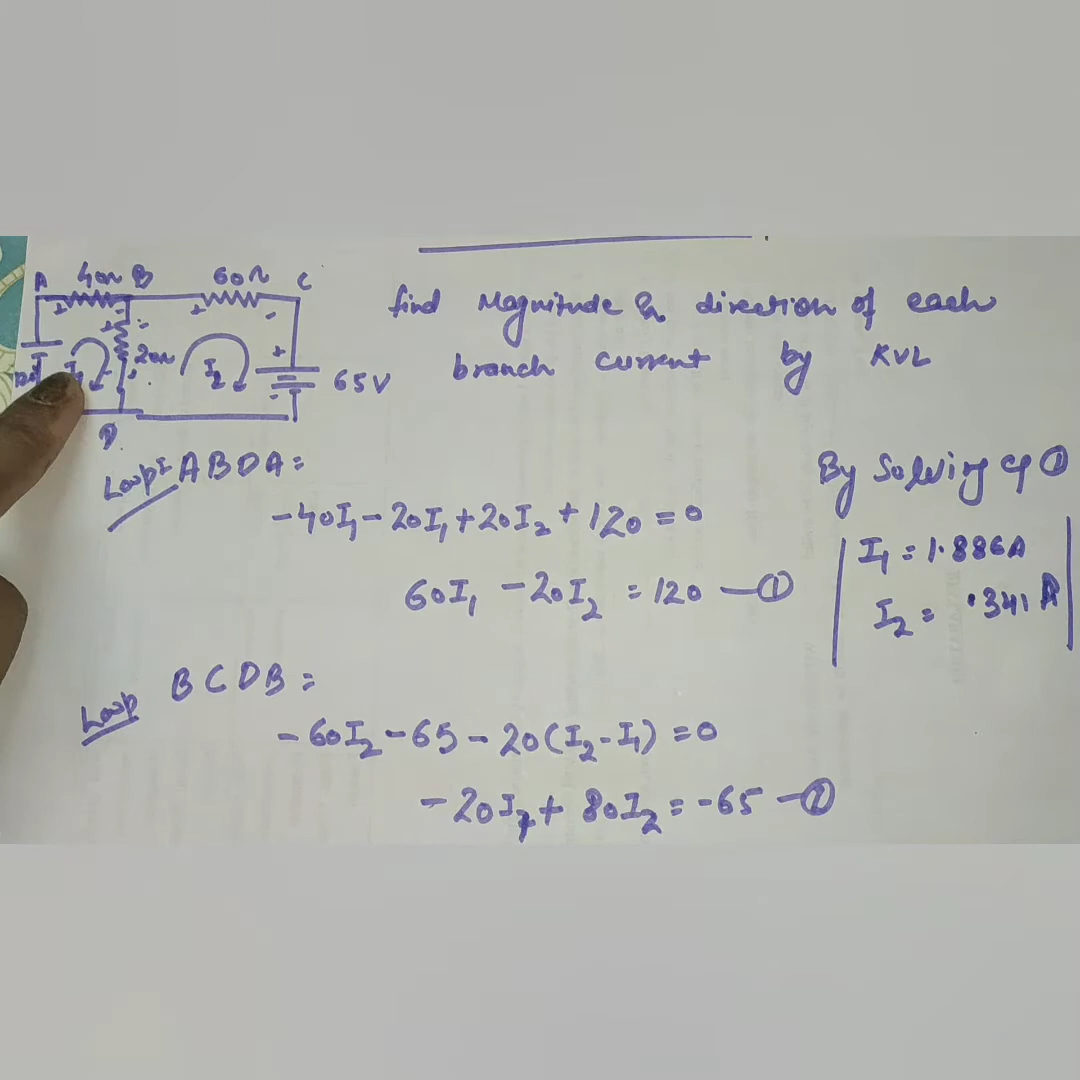 A 40Ω B 60Ω C
20Ω I₂ 65V
D
find Magnitude & direction of each
branch current by KVL
Loop: ABDA =
-40I₁ - 20I₁ + 20I₂ + 120 = 0
60I₁ - 20I₂ = 120 —①
Loop BCDB =
-60I₂ - 65 - 20(I₂ - I₁) = 0
-20I₁ + 80I₂ = -65 —②
By Solving eq ①
I₁ = 1.886A
I₂ = .341 A